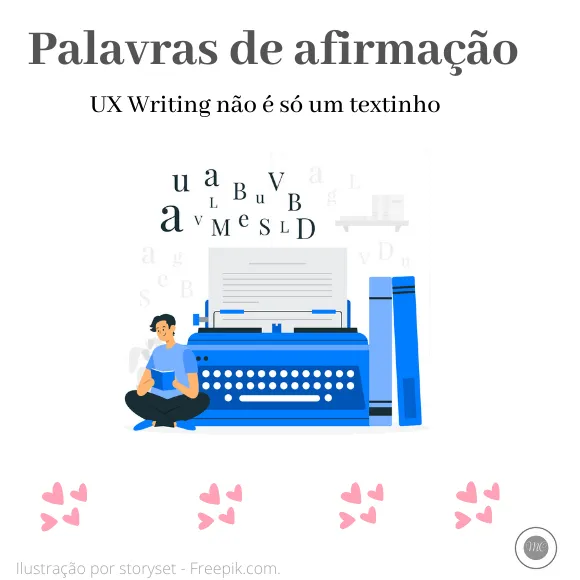 Palavras de afirmação
UX Writing não é só um textinho
u a L B u V B
a v M e S L D
a g L
a g
e B
S
v D n
MC
Ilustração por storyset - Freepik.com.